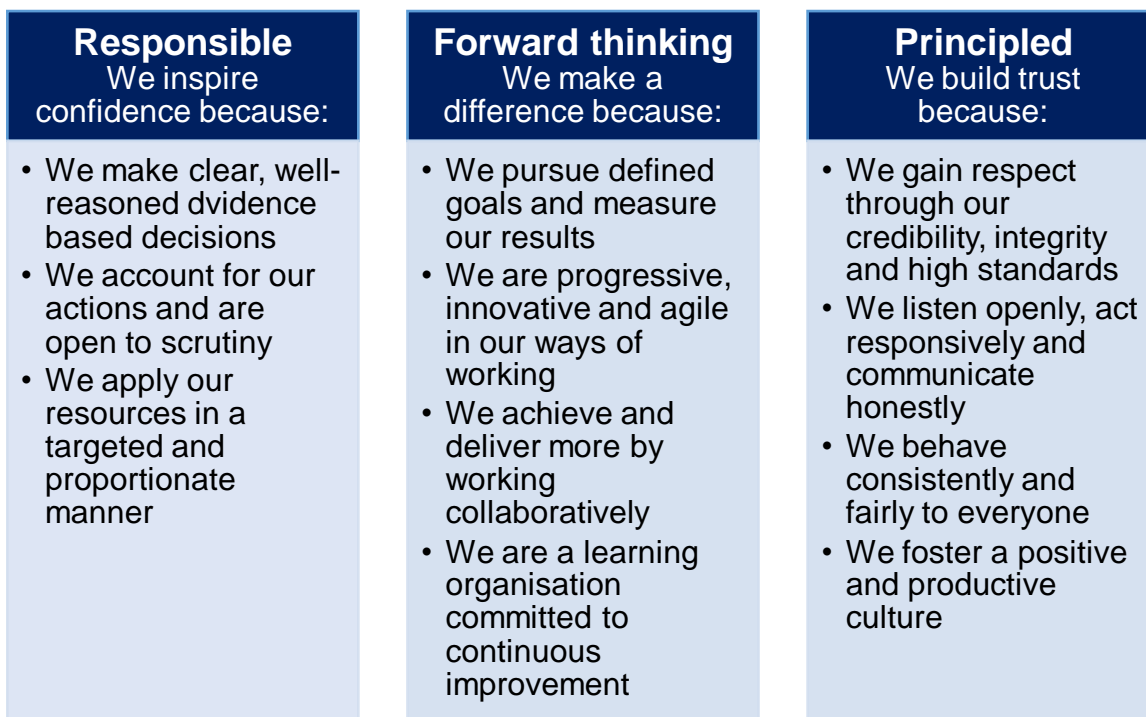 Responsible
We inspire
confidence because:
• We make clear, well-
reasoned dvidence
based decisions
• We account for our
actions and are
open to scrutiny
• We apply our
resources in a
targeted and
proportionate
manner
Forward thinking
We make a
difference because:
• We pursue defined
goals and measure
our results
• We are progressive,
innovative and agile
in our ways of
working
• We achieve and
deliver more by
working
collaboratively
• We are a learning
organisation
committed to
continuous
improvement
Principled
We build trust
because:
• We gain respect
through our
credibility, integrity
and high standards
• We listen openly, act
responsively and
communicate
honestly
• We behave
consistently and
fairly to everyone
• We foster a positive
and productive
culture